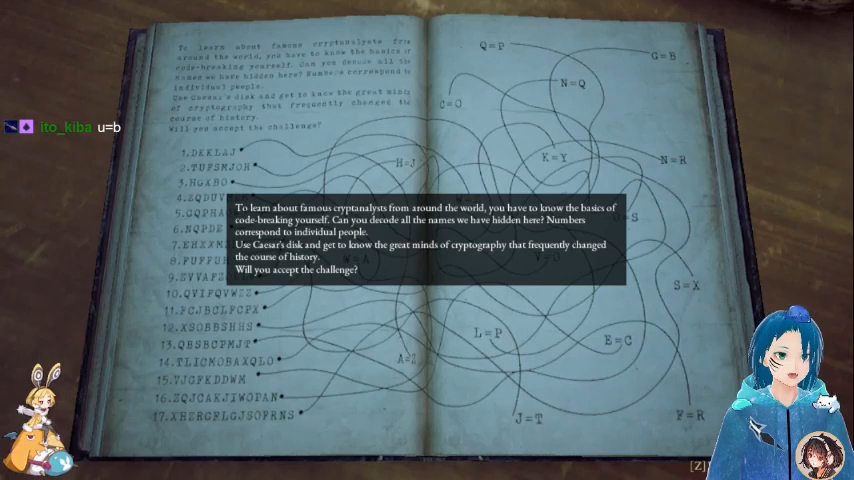 To learn about famous cryptanalysts from
around the world, you have to know the basics of
code-breaking yourself. Can you decode all the
names we have hidden here? Numbers correspond to
individual people.
Use Caesar's disk and get to know the great minds
of cryptography that frequently changed the
course of history.
Will you accept the challenge?
ito_kiba u=b
1.DKKLAJ
2.TUFSMJOH
3.HGABO
6.NQPDE
10.QVIFQVWZZ
11.FCJBCLFCPX
12.XSOBBSHHS
13.QBSBCPMJT
14.TLICMOBAXQLO
15.VJGFKDDWM
16.ZQJCAKJIWOPAN
17.XHZRGFLGJSOFRNS
Q=P
G=B
N=Q
C=O
K=Y
N=R
H=J
S=X
L=P
E=C
A=Z
J=T
F=R
To learn about famous cryptanalysts from around the world, you have to know the basics of
code-breaking yourself. Can you decode all the names we have hidden here? Numbers
correspond to individual people.
Use Caesar's disk and get to know the great minds of cryptography that frequently changed
the course of history.
Will you accept the challenge?
[Z]